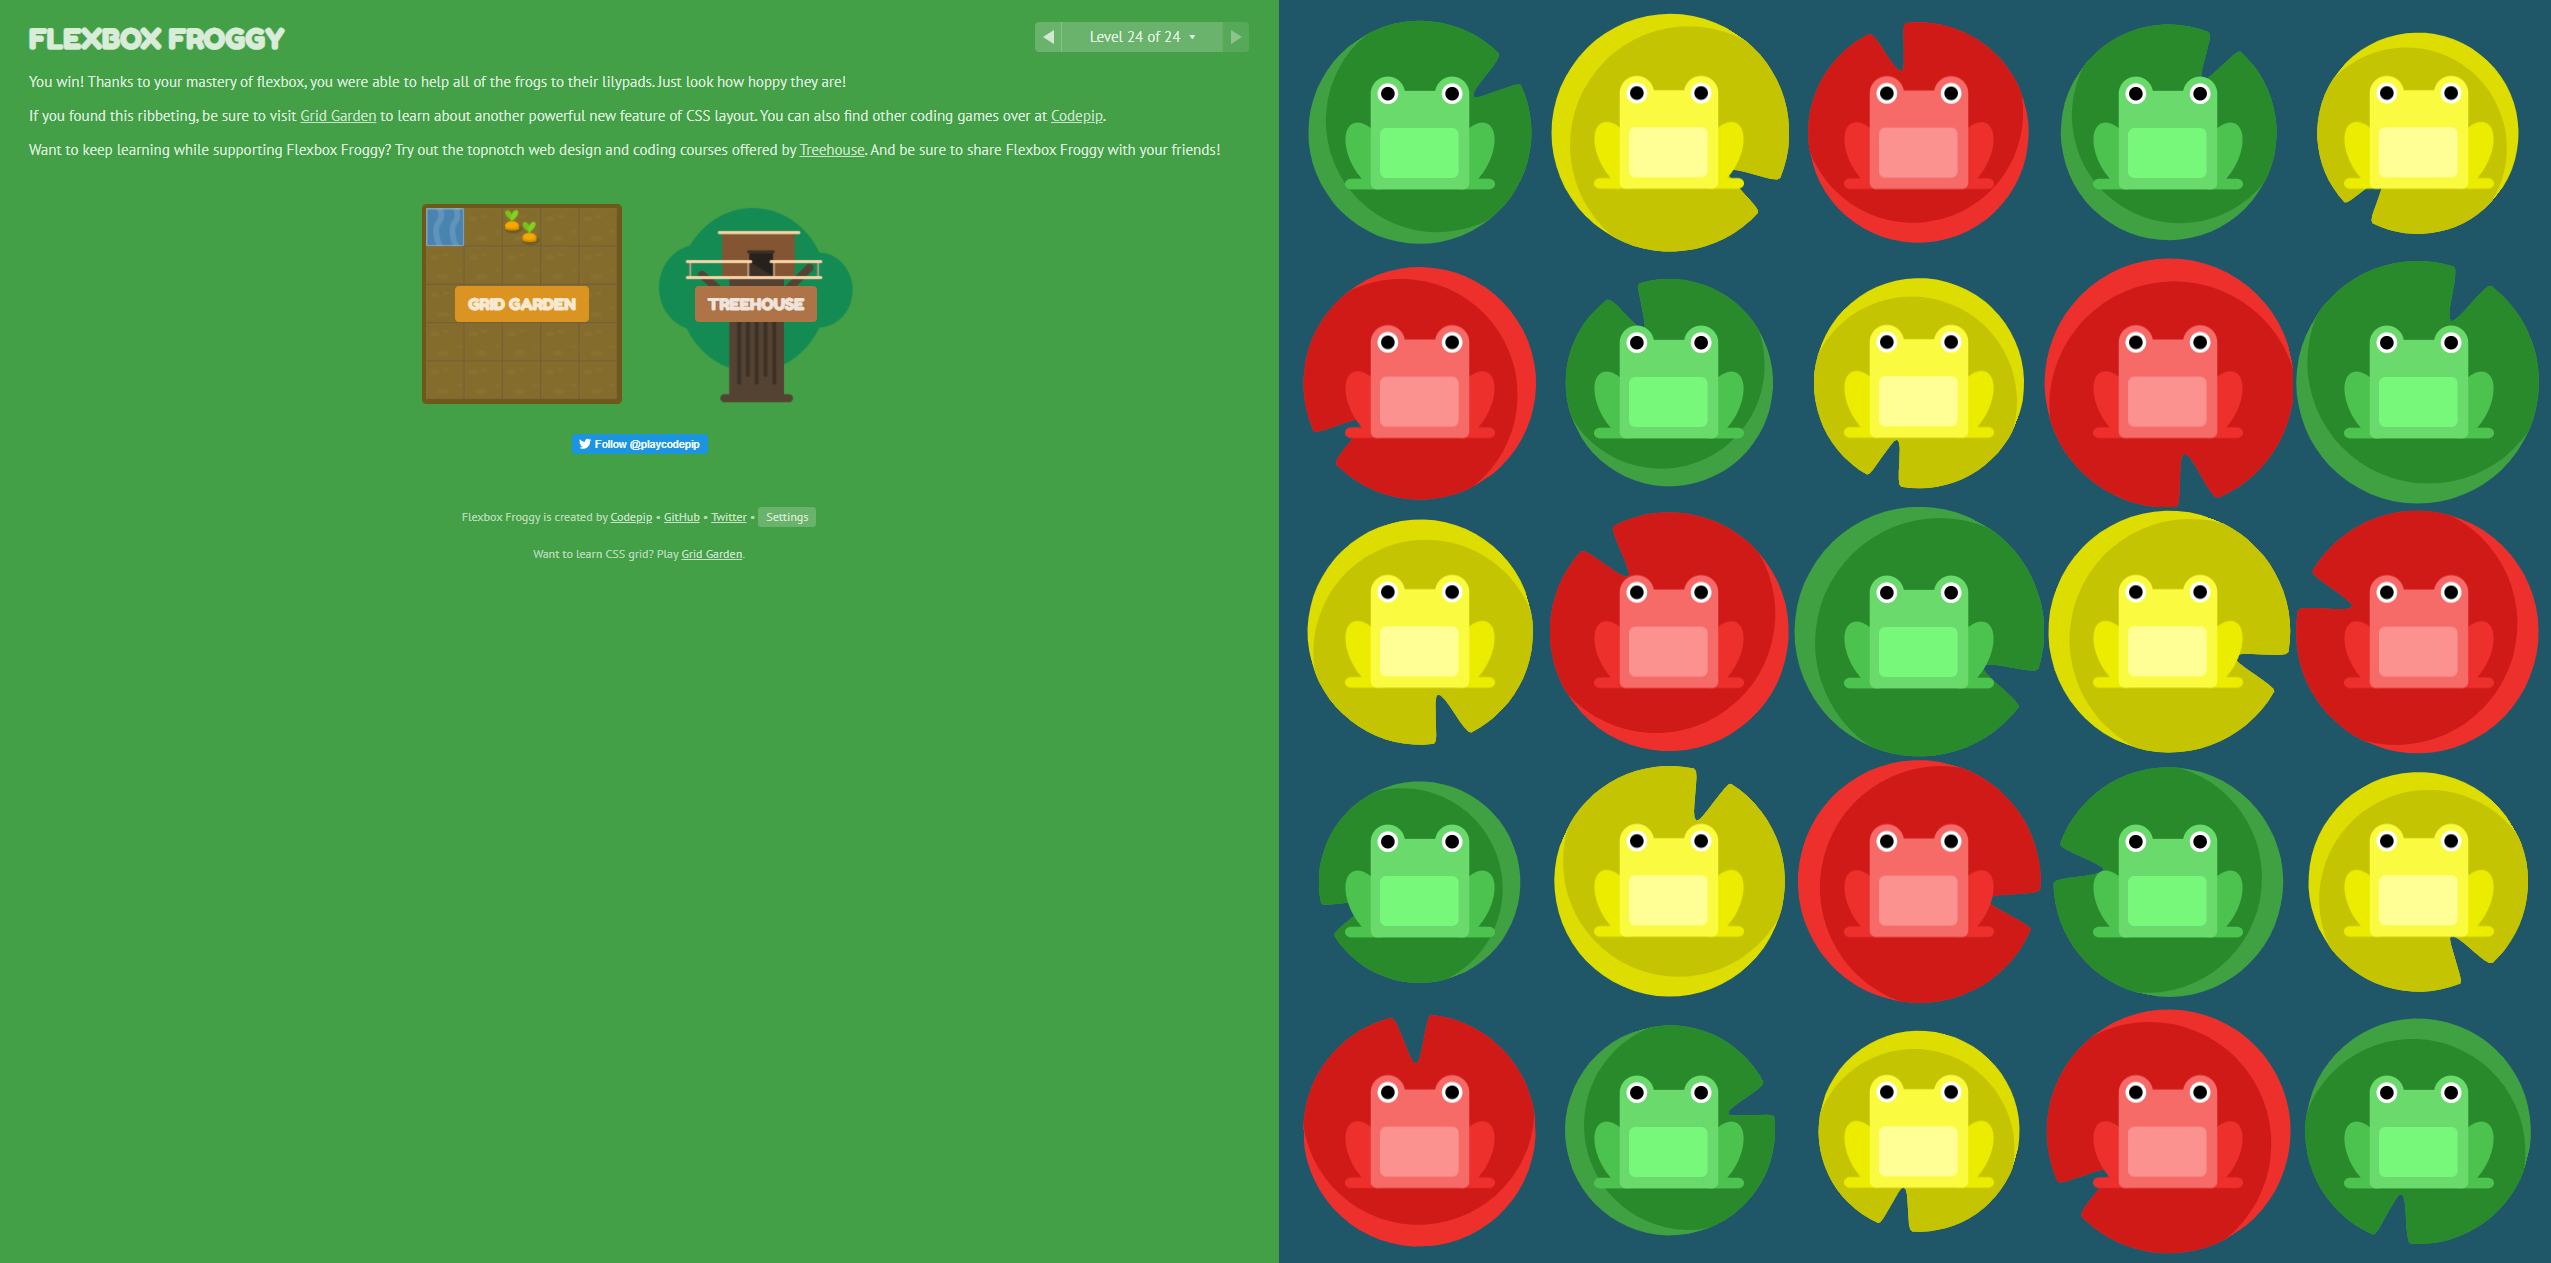 FLEXBOX FROGGY
Level 24 of 24
You win! Thanks to your mastery of flexbox, you were able to help all of the frogs to their lilypads. Just look how hoppy they are!
If you found this ribbeting, be sure to visit Grid Garden to learn about another powerful new feature of CSS layout. You can also find other coding games over at Codepip.
Want to keep learning while supporting Flexbox Froggy? Try out the topnotch web design and coding courses offered by Treehouse. And be sure to share Flexbox Froggy with your friends!
GRID GARDEN
TREEHOUSE
Follow @playcodepip
Flexbox Froggy is created by Codepip • GitHub • Twitter • Settings
Want to learn CSS grid? Play Grid Garden.